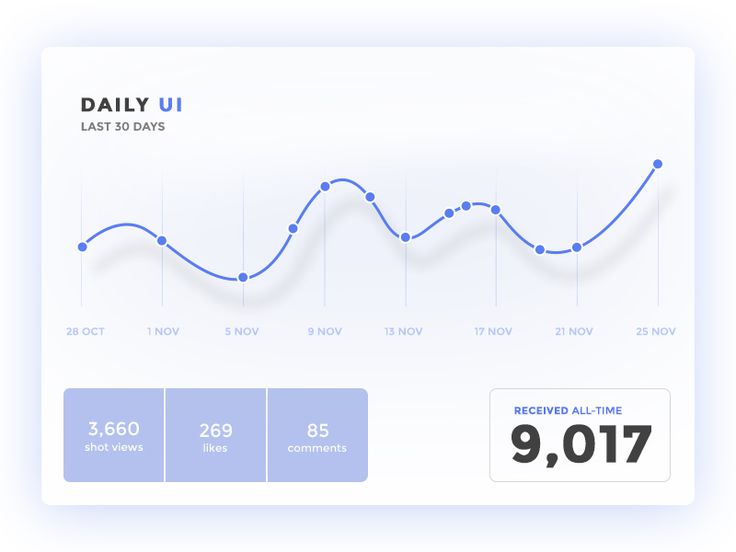 DAILY UI
LAST 30 DAYS
28 OCT 1 NOV 5 NOV 9 NOV 13 NOV 17 NOV 21 NOV 25 NOV
3,660 269 85
shot views likes comments
RECEIVED ALL-TIME
9,017